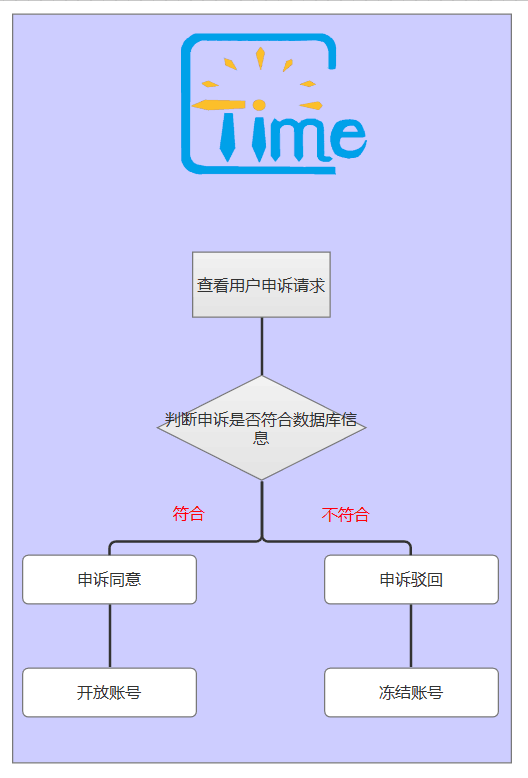 Time
查看用户申诉请求
判断申诉是否符合数据库信
息
符合
不符合
申诉同意
申诉驳回
开放账号
冻结账号